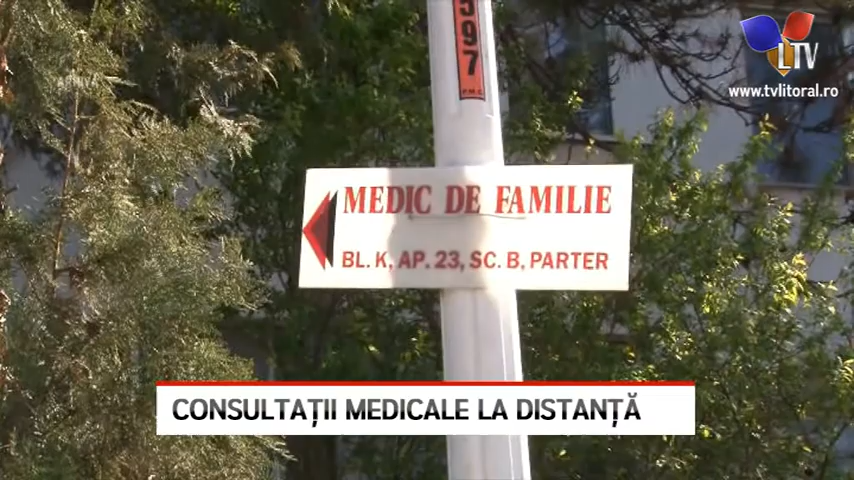 597
P.M.C.
LTV
www.tvlitoral.ro
MEDIC DE FAMILIE
BL. K, AP. 23, SC. B, PARTER
CONSULTAȚII MEDICALE LA DISTANȚĂ